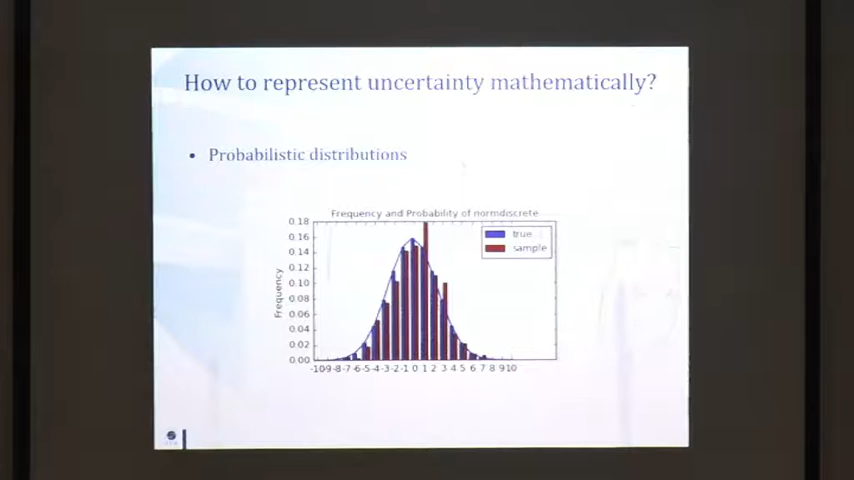 How to represent uncertainty mathematically?
• Probabilistic distributions
Frequency and Probability of normdiscrete
true
sample
Frequency
0.18
0.16
0.14
0.12
0.10
0.08
0.06
0.04
0.02
0.00
-10-9-8-7-6-5-4-3-2-1 0 1 2 3 4 5 6 7 8 9 10